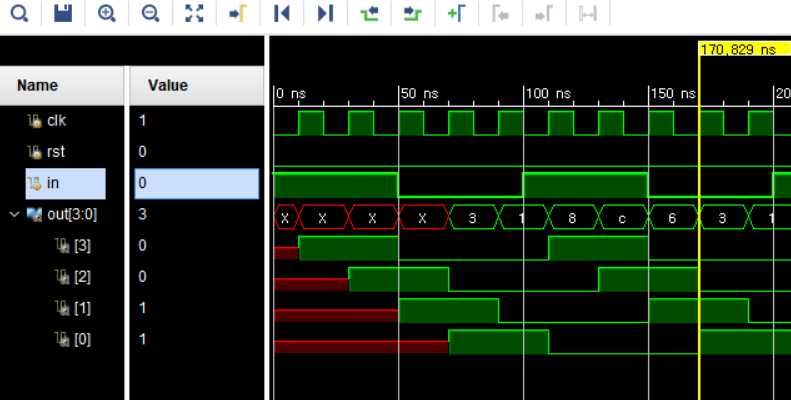 170,829 ns
Name Value
0 ns 50 ns 100 ns 150 ns 20
clk 1
rst 0
in 0
out[3:0] 3 X X X X 3 1 8 c 6 3 1
[3] 0
[2] 0
[1] 1
[0] 1